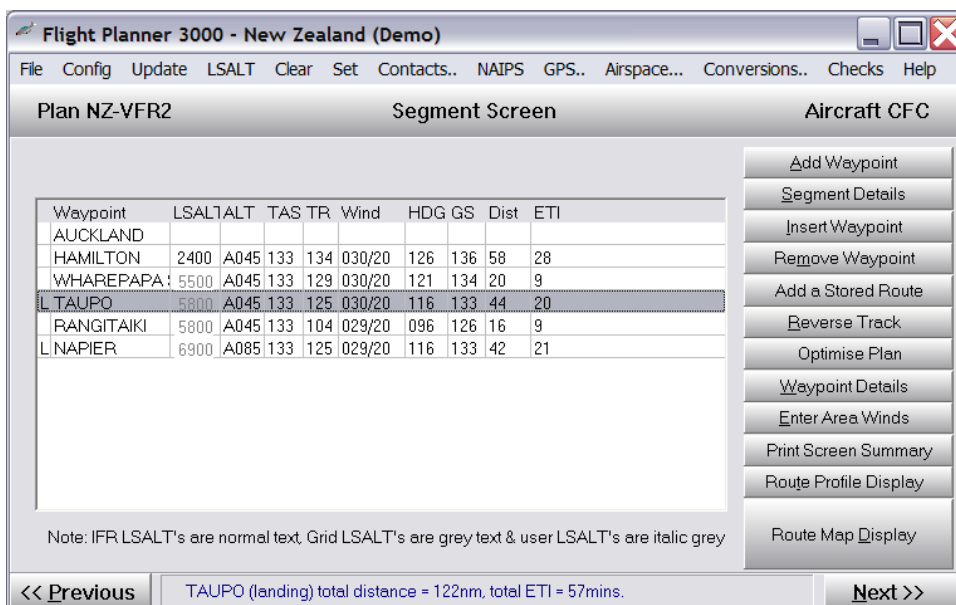 Flight Planner 3000 - New Zealand (Demo)
File Config Update LSALT Clear Set Contacts.. NAIPS GPS.. Airspace... Conversions.. Checks Help
Plan NZ-VFR2 Segment Screen Aircraft CFC
Add Waypoint
Segment Details
Insert Waypoint
Remove Waypoint
Add a Stored Route
Reverse Track
Optimise Plan
Waypoint Details
Enter Area Winds
Print Screen Summary
Route Profile Display
Route Map Display
Waypoint LSALT ALT TAS TR Wind HDG GS Dist ETI
AUCKLAND
HAMILTON 2400 A045 133 134 030/20 126 136 58 28
WHAREPAPA 5500 A045 133 129 030/20 121 134 20 9
L TAUPO 5800 A045 133 125 030/20 116 133 44 20
RANGITAIKI 5800 A045 133 104 029/20 096 126 16 9
L NAPIER 6900 A085 133 125 029/20 116 133 42 21
Note: IFR LSALT's are normal text, Grid LSALT's are grey text & user LSALT's are italic grey
<< Previous TAUPO (landing) total distance = 122nm, total ETI = 57mins. Next >>